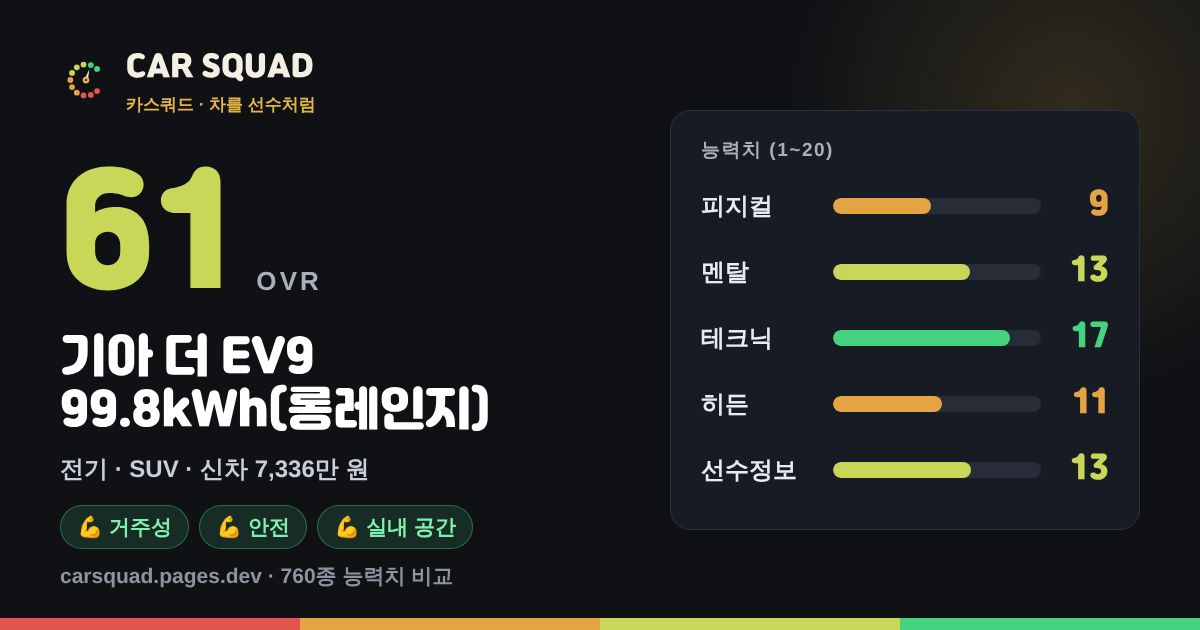 CAR SQUAD
카스쿼드 · 차를 선수처럼
61 OVR
기아 더 EV9
99.8kWh(롱레인지)
전기 · SUV · 신차 7,336만 원
💪 거주성 💪 안전 💪 실내 공간
carsquad.pages.dev · 760종 능력치 비교
능력치 (1~20)
피지컬 9
멘탈 13
테크닉 17
히든 11
선수정보 13